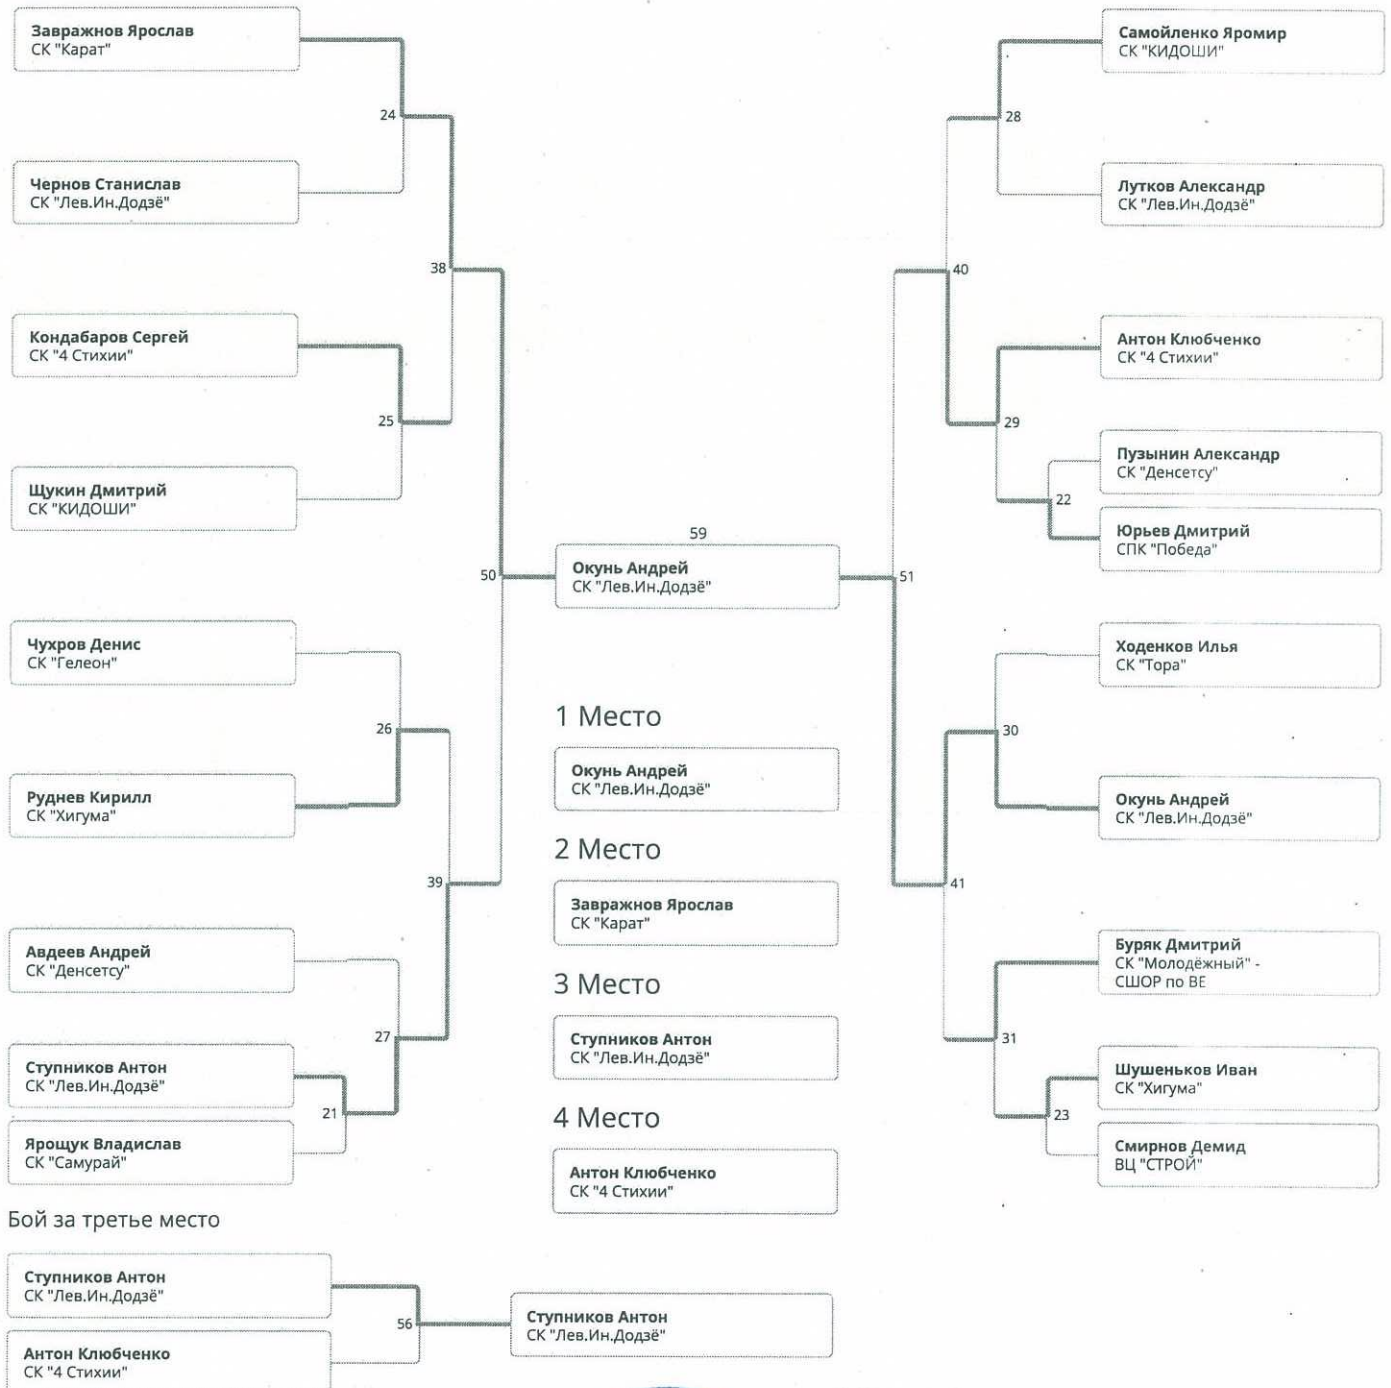 Завражнов Ярослав
СК "Карат"
24
Чернов Станислав
СК "Лев.Ин.Додзё"
38
Кондабаров Сергей
СК "4 Стихии"
25
Щукин Дмитрий
СК "КИДОШИ"
50
Чухров Денис
СК "Гелеон"
26
Руднев Кирилл
СК "Хигума"
39
Авдеев Андрей
СК "Денсетсу"
27
Ступников Антон
СК "Лев.Ин.Додзё"
21
Ярощук Владислав
СК "Самурай"
59
Окунь Андрей
СК "Лев.Ин.Додзё"
1 Место
Окунь Андрей
СК "Лев.Ин.Додзё"
2 Место
Завражнов Ярослав
СК "Карат"
3 Место
Ступников Антон
СК "Лев.Ин.Додзё"
4 Место
Антон Клюбченко
СК "4 Стихии"
Самойленко Яромир
СК "КИДОШИ"
28
Лутков Александр
СК "Лев.Ин.Додзё"
40
Антон Клюбченко
СК "4 Стихии"
29
Пузынин Александр
СК "Денсетсу"
22
Юрьев Дмитрий
СПК "Победа"
51
Ходенков Илья
СК "Тора"
30
Окунь Андрей
СК "Лев.Ин.Додзё"
41
Буряк Дмитрий
СК "Молодёжный" -
СШОР по ВЕ
31
Шушеньков Иван
СК "Хигума"
23
Смирнов Демид
ВЦ "СТРОЙ"
Бой за третье место
Ступников Антон
СК "Лев.Ин.Додзё"
56
Антон Клюбченко
СК "4 Стихии"
Ступников Антон
СК "Лев.Ин.Додзё"